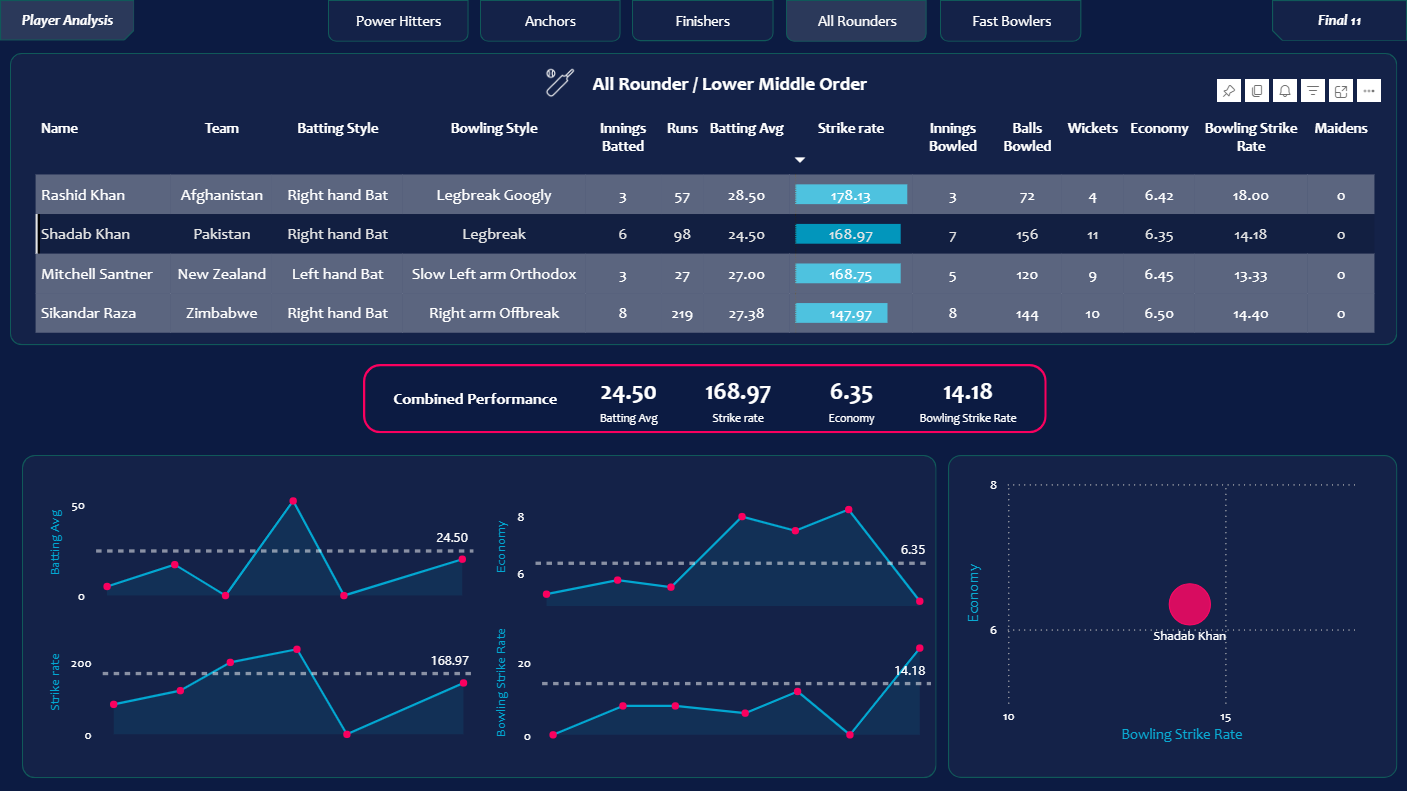 Player Analysis
Power Hitters
Anchors
Finishers
All Rounders
Fast Bowlers
Final 11
All Rounder / Lower Middle Order
Name Team Batting Style Bowling Style Innings Batted Runs Batting Avg Strike rate Innings Bowled Balls Bowled Wickets Economy Bowling Strike Rate Maidens
Rashid Khan Afghanistan Right hand Bat Legbreak Googly 3 57 28.50 178.13 3 72 4 6.42 18.00 0
Shadab Khan Pakistan Right hand Bat Legbreak 6 98 24.50 168.97 7 156 11 6.35 14.18 0
Mitchell Santner New Zealand Left hand Bat Slow Left arm Orthodox 3 27 27.00 168.75 5 120 9 6.45 13.33 0
Sikandar Raza Zimbabwe Right hand Bat Right arm Offbreak 8 219 27.38 147.97 8 144 10 6.50 14.40 0
Combined Performance
24.50 168.97 6.35 14.18
Batting Avg Strike rate Economy Bowling Strike Rate
Batting Avg
50
0
24.50
Economy
8
6
6.35
Strike rate
200
0
168.97
Bowling Strike Rate
20
0
14.18
Economy
8
6
Shadab Khan
10 15
Bowling Strike Rate